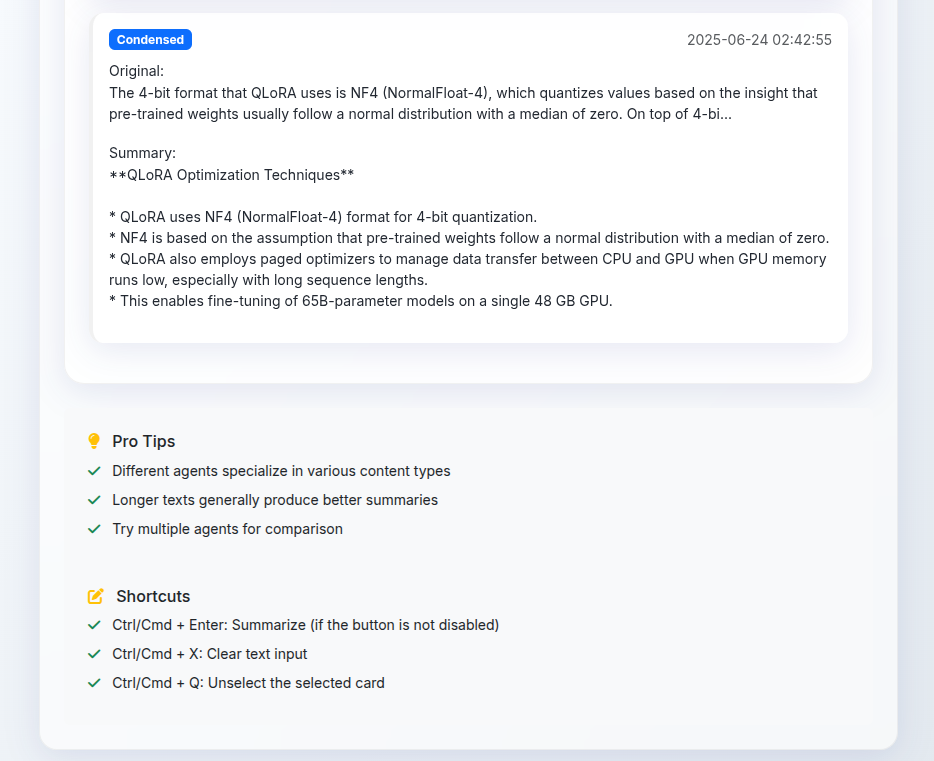 Condensed
2025-06-24 02:42:55
Original:
The 4-bit format that QLoRA uses is NF4 (NormalFloat-4), which quantizes values based on the insight that
pre-trained weights usually follow a normal distribution with a median of zero. On top of 4-bi...
Summary:
**QLoRA Optimization Techniques**
* QLoRA uses NF4 (NormalFloat-4) format for 4-bit quantization.
* NF4 is based on the assumption that pre-trained weights follow a normal distribution with a median of zero.
* QLoRA also employs paged optimizers to manage data transfer between CPU and GPU when GPU memory
runs low, especially with long sequence lengths.
* This enables fine-tuning of 65B-parameter models on a single 48 GB GPU.
Pro Tips
Different agents specialize in various content types
Longer texts generally produce better summaries
Try multiple agents for comparison
Shortcuts
Ctrl/Cmd + Enter: Summarize (if the button is not disabled)
Ctrl/Cmd + X: Clear text input
Ctrl/Cmd + Q: Unselect the selected card